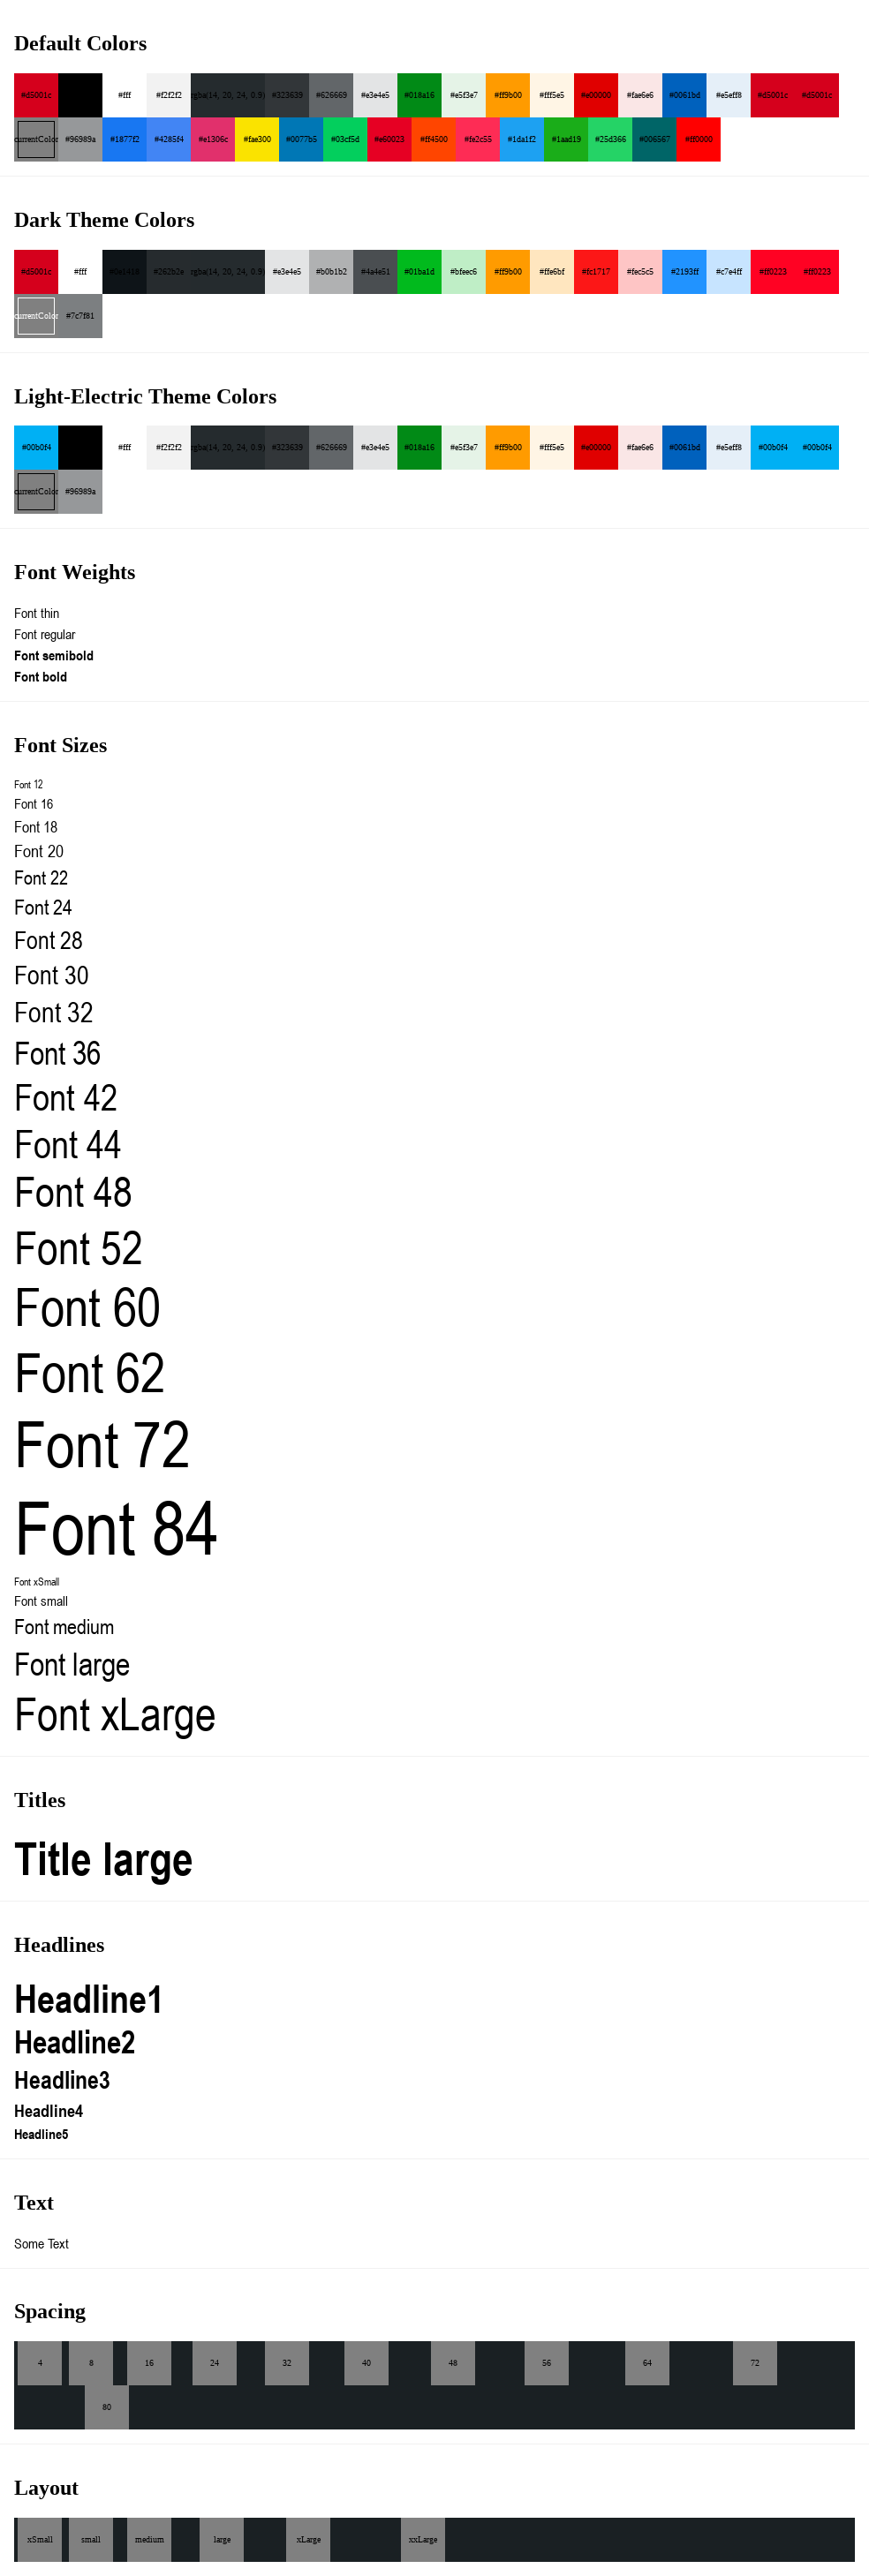 Default Colors
#d5001c #fff #f2f2f2 rgba(14, 20, 24, 0.9) #323639 #626669 #e3e4e5 #018a16 #e5f3e7 #ff9b00 #fff5e5 #e00000 #fae6e6 #0061bd #e5eff8 #d5001c #d5001c
currentColor #96989a #1877f2 #4285f4 #e1306c #fae300 #0077b5 #03cf5d #e60023 #ff4500 #fe2c55 #1da1f2 #1aad19 #25d366 #006567 #ff0000
Dark Theme Colors
#d5001c #fff #0e1418 #262b2e rgba(14, 20, 24, 0.9) #e3e4e5 #b0b1b2 #4a4e51 #01ba1d #bfeec6 #ff9b00 #ffe6bf #fc1717 #fec5c5 #2193ff #c7e4ff #ff0223 #ff0223
currentColor #7c7f81
Light-Electric Theme Colors
#00b0f4 #fff #f2f2f2 rgba(14, 20, 24, 0.9) #323639 #626669 #e3e4e5 #018a16 #e5f3e7 #ff9b00 #fff5e5 #e00000 #fae6e6 #0061bd #e5eff8 #00b0f4 #00b0f4
currentColor #96989a
Font Weights
Font thin
Font regular
Font semibold
Font bold
Font Sizes
Font 12
Font 16
Font 18
Font 20
Font 22
Font 24
Font 28
Font 30
Font 32
Font 36
Font 42
Font 44
Font 48
Font 52
Font 60
Font 62
Font 72
Font 84
Font xSmall
Font small
Font medium
Font large
Font xLarge
Titles
Title large
Headlines
Headline1
Headline2
Headline3
Headline4
Headline5
Text
Some Text
Spacing
4 8 16 24 32 40 48 56 64 72
80
Layout
xSmall small medium large xLarge xxLarge